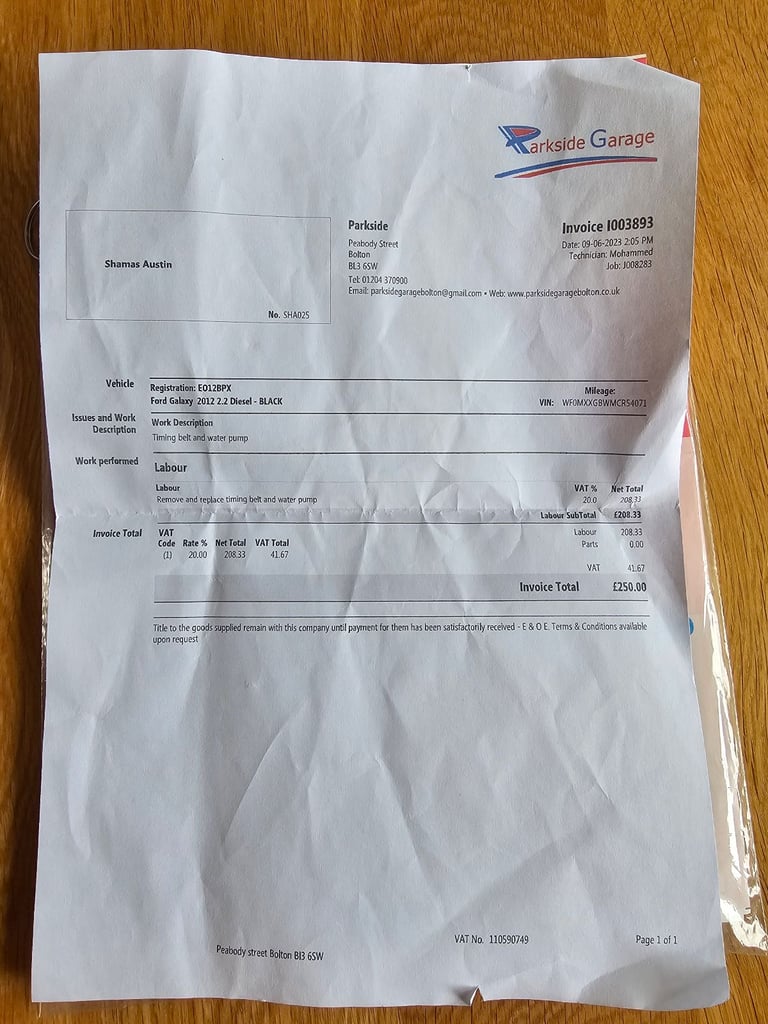 Parkside Garage
Shamas Austin
No. SHA025
Parkside
Peabody Street
Bolton
BL3 6SW
Tel: 01204 370900
Email: parksidegaragebolton@gmail.com • Web: www.parksidegaragebolton.co.uk
Invoice I003893
Date: 09-06-2023 2:05 PM
Technician: Mohammed
Job: J008283
Vehicle
Registration: EO12BPX
Mileage:
Ford Galaxy 2012 2.2 Diesel - BLACK
VIN: WF0MXXGBWMCR54071
Issues and Work Description
Work Description
Timing belt and water pump
Work performed
Labour
Labour VAT % Net Total
Remove and replace timing belt and water pump 20.0 208.33
Labour SubTotal £208.33
Invoice Total
VAT Code Rate % Net Total VAT Total
(1) 20.00 208.33 41.67
Labour 208.33
Parts 0.00
VAT 41.67
Invoice Total £250.00
Title to the goods supplied remain with this company until payment for them has been satisfactorily received - E & O E. Terms & Conditions available
upon request
Peabody street Bolton Bl3 6SW
VAT No. 110590749
Page 1 of 1